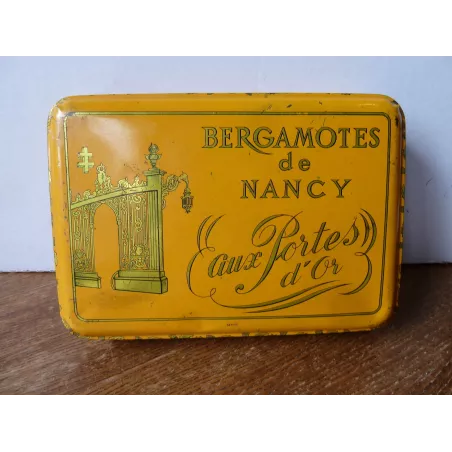 BERGAMOTES
de
NANCY
aux Portes
d'Or